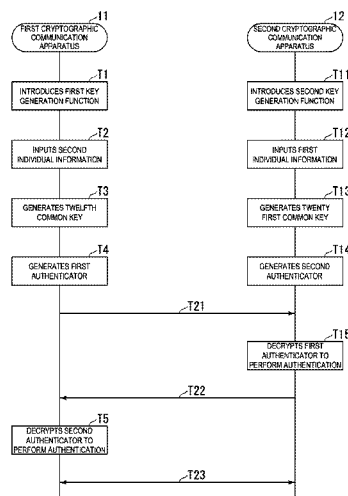 11
12
FIRST CRYPTOGRAPHIC
COMMUNICATION
APPARATUS
SECOND CRYPTOGRAPHIC
COMMUNICATION
APPARATUS
T1
T11
INTRODUCES FIRST KEY
GENERATION FUNCTION
INTRODUCES SECOND KEY
GENERATION FUNCTION
T2
T12
INPUTS SECOND
INDIVIDUAL INFORMATION
INPUTS FIRST
INDIVIDUAL INFORMATION
T3
T13
GENERATES TWELFTH
COMMON KEY
GENERATES TWENTY
FIRST COMMON KEY
T4
T14
GENERATES FIRST
AUTHENTICATOR
GENERATES SECOND
AUTHENTICATOR
T21
T15
DECRYPTS FIRST
AUTHENTICATOR TO
PERFORM AUTHENTICATION
T22
T5
DECRYPTS SECOND
AUTHENTICATOR TO
PERFORM AUTHENTICATION
T23